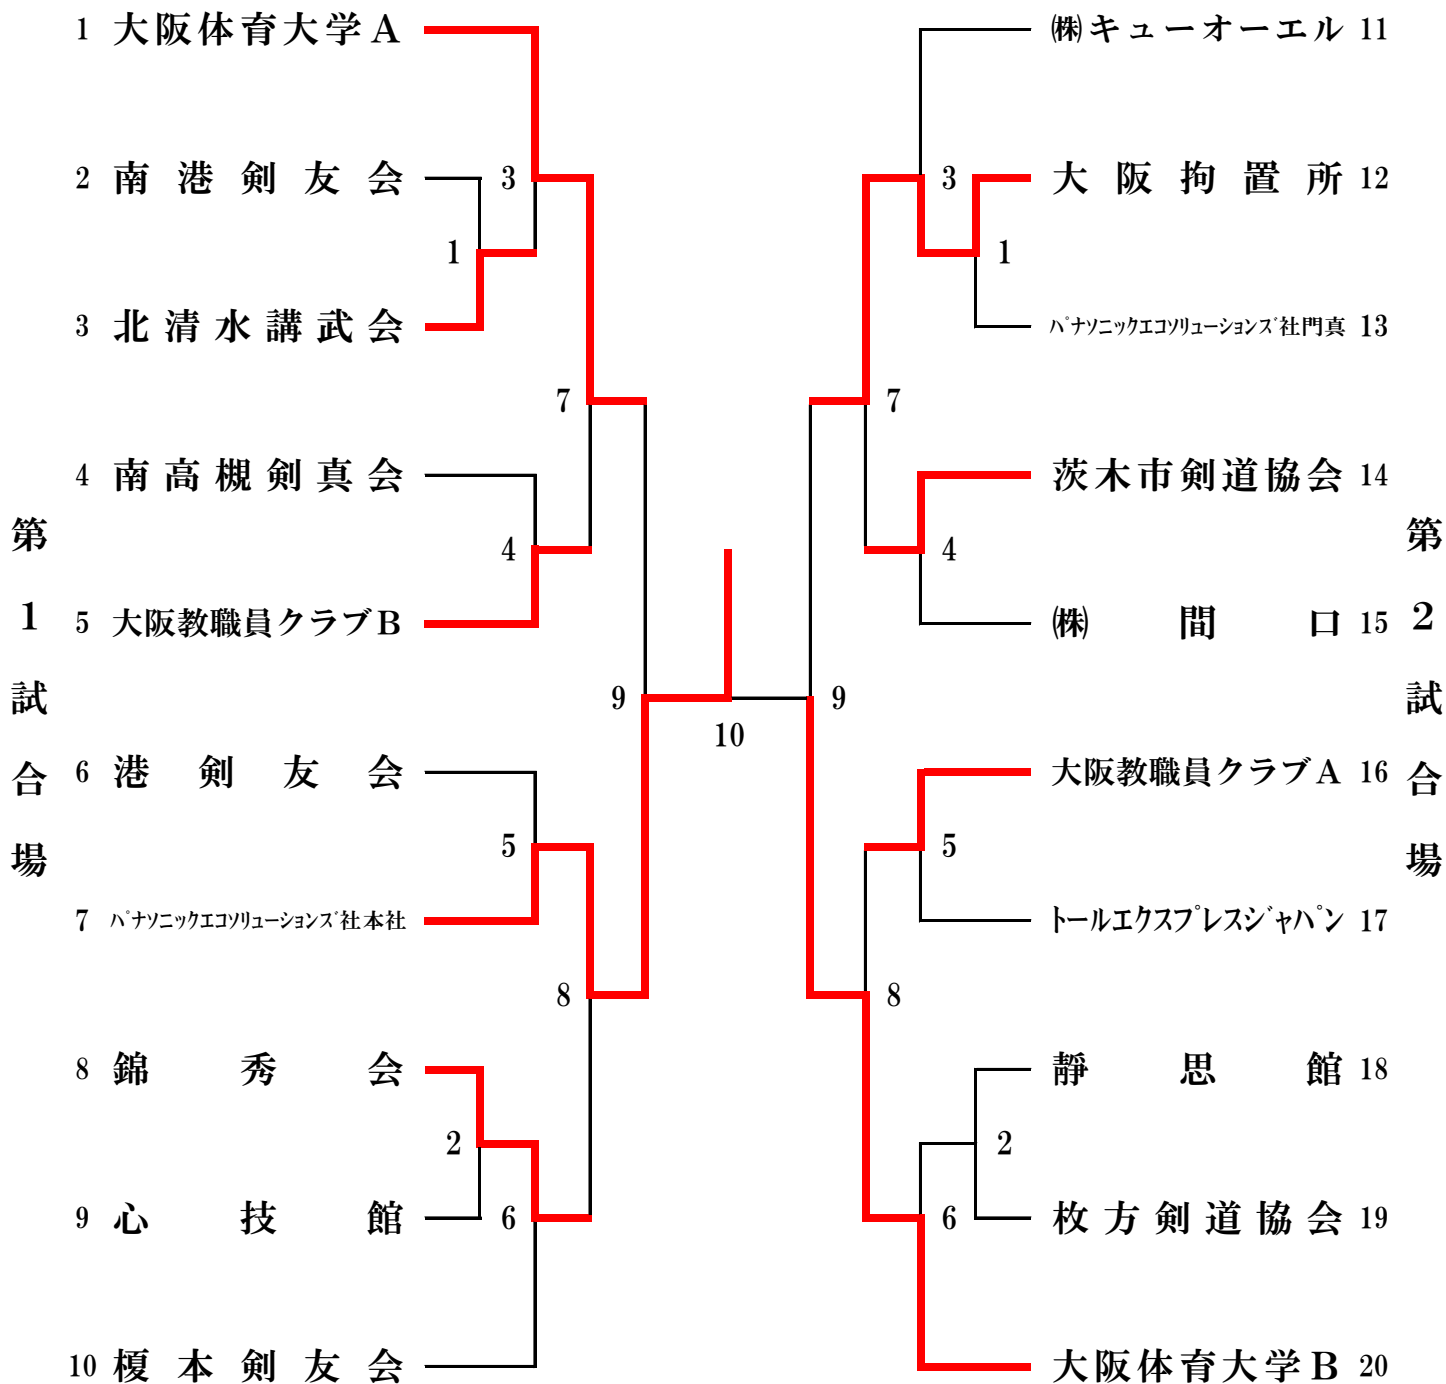 1 大阪体育大学A
2 南港剣友会
3 北清水講武会
4 南高槻剣真会
5 大阪教職員クラブB
6 港剣友会
7 パナソニックエコソリューションズ社本社
8 錦秀会
9 心技館
10 榎本剣友会
第1試合場
3
1
7
4
9
5
8
2
6
10
3
1
7
4
9
5
8
2
6
㈱キューオーエル 11
大阪拘置所 12
パナソニックエコソリューションズ社門真 13
茨木市剣道協会 14
㈱間口 15
大阪教職員クラブA 16
トールエクスプレスジャパン 17
靜思館 18
枚方剣道協会 19
大阪体育大学B 20
第2試合場